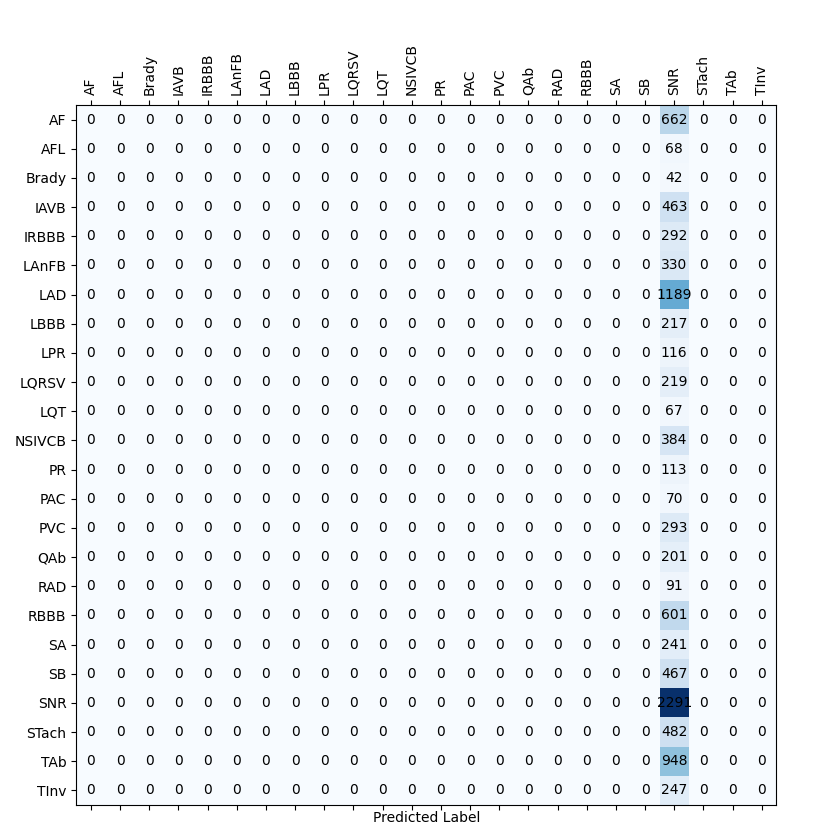 AF AFL Brady IAVB IRBBB LAnFB LAD LBBB LPR LQRSV LQT NSIVCB PR PAC PVC QAb RAD RBBB SA SB SNR STach TAb TInv
AF 0 0 0 0 0 0 0 0 0 0 0 0 0 0 0 0 0 0 0 0 662 0 0 0
AFL 0 0 0 0 0 0 0 0 0 0 0 0 0 0 0 0 0 0 0 0 68 0 0 0
Brady 0 0 0 0 0 0 0 0 0 0 0 0 0 0 0 0 0 0 0 0 42 0 0 0
IAVB 0 0 0 0 0 0 0 0 0 0 0 0 0 0 0 0 0 0 0 0 463 0 0 0
IRBBB 0 0 0 0 0 0 0 0 0 0 0 0 0 0 0 0 0 0 0 0 292 0 0 0
LAnFB 0 0 0 0 0 0 0 0 0 0 0 0 0 0 0 0 0 0 0 0 330 0 0 0
LAD 0 0 0 0 0 0 0 0 0 0 0 0 0 0 0 0 0 0 0 0 1189 0 0 0
LBBB 0 0 0 0 0 0 0 0 0 0 0 0 0 0 0 0 0 0 0 0 217 0 0 0
LPR 0 0 0 0 0 0 0 0 0 0 0 0 0 0 0 0 0 0 0 0 116 0 0 0
LQRSV 0 0 0 0 0 0 0 0 0 0 0 0 0 0 0 0 0 0 0 0 219 0 0 0
LQT 0 0 0 0 0 0 0 0 0 0 0 0 0 0 0 0 0 0 0 0 67 0 0 0
NSIVCB 0 0 0 0 0 0 0 0 0 0 0 0 0 0 0 0 0 0 0 0 384 0 0 0
PR 0 0 0 0 0 0 0 0 0 0 0 0 0 0 0 0 0 0 0 0 113 0 0 0
PAC 0 0 0 0 0 0 0 0 0 0 0 0 0 0 0 0 0 0 0 0 70 0 0 0
PVC 0 0 0 0 0 0 0 0 0 0 0 0 0 0 0 0 0 0 0 0 293 0 0 0
QAb 0 0 0 0 0 0 0 0 0 0 0 0 0 0 0 0 0 0 0 0 201 0 0 0
RAD 0 0 0 0 0 0 0 0 0 0 0 0 0 0 0 0 0 0 0 0 91 0 0 0
RBBB 0 0 0 0 0 0 0 0 0 0 0 0 0 0 0 0 0 0 0 0 601 0 0 0
SA 0 0 0 0 0 0 0 0 0 0 0 0 0 0 0 0 0 0 0 0 241 0 0 0
SB 0 0 0 0 0 0 0 0 0 0 0 0 0 0 0 0 0 0 0 0 467 0 0 0
SNR 0 0 0 0 0 0 0 0 0 0 0 0 0 0 0 0 0 0 0 0 2291 0 0 0
STach 0 0 0 0 0 0 0 0 0 0 0 0 0 0 0 0 0 0 0 0 482 0 0 0
TAb 0 0 0 0 0 0 0 0 0 0 0 0 0 0 0 0 0 0 0 0 948 0 0 0
TInv 0 0 0 0 0 0 0 0 0 0 0 0 0 0 0 0 0 0 0 0 247 0 0 0
Predicted Label